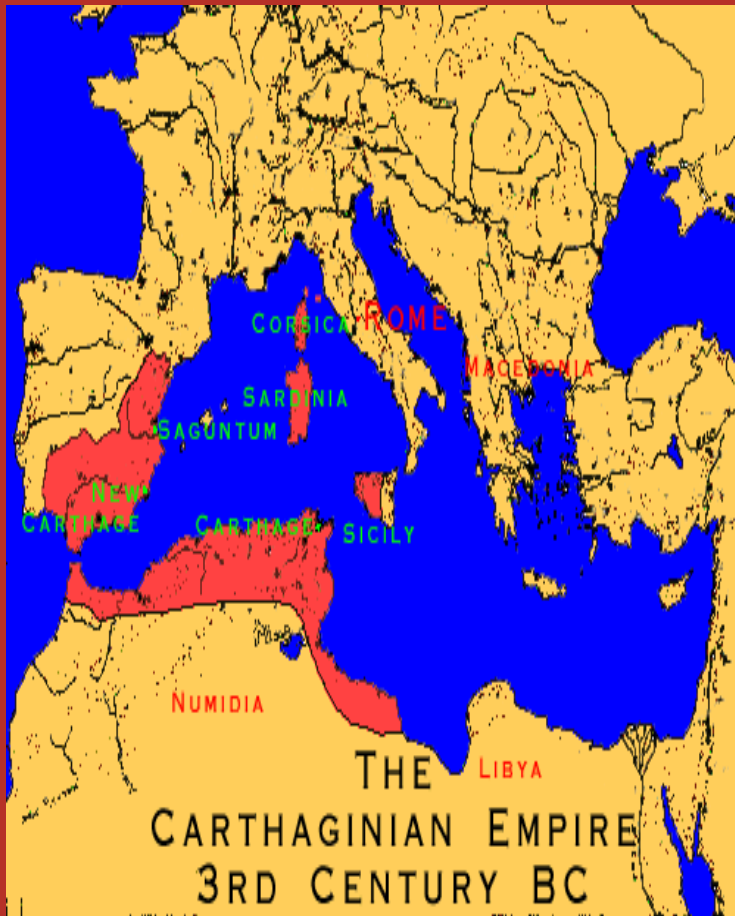 CORSICA
ROME
MACEDONIA
SARDINIA
SAGUNTUM
NEW
CARTHAGE
CARTHAGE
SICILY
NUMIDIA
LIBYA
THE
CARTHAGINIAN EMPIRE
3RD CENTURY BC